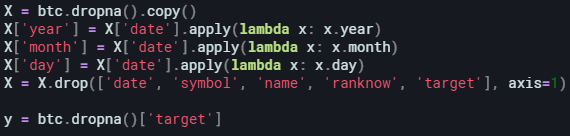 X = btc.dropna().copy()
X['year'] = X['date'].apply(lambda x: x.year)
X['month'] = X['date'].apply(lambda x: x.month)
X['day'] = X['date'].apply(lambda x: x.day)
X = X.drop(['date', 'symbol', 'name', 'ranknow', 'target'], axis=1)
y = btc.dropna()['target']